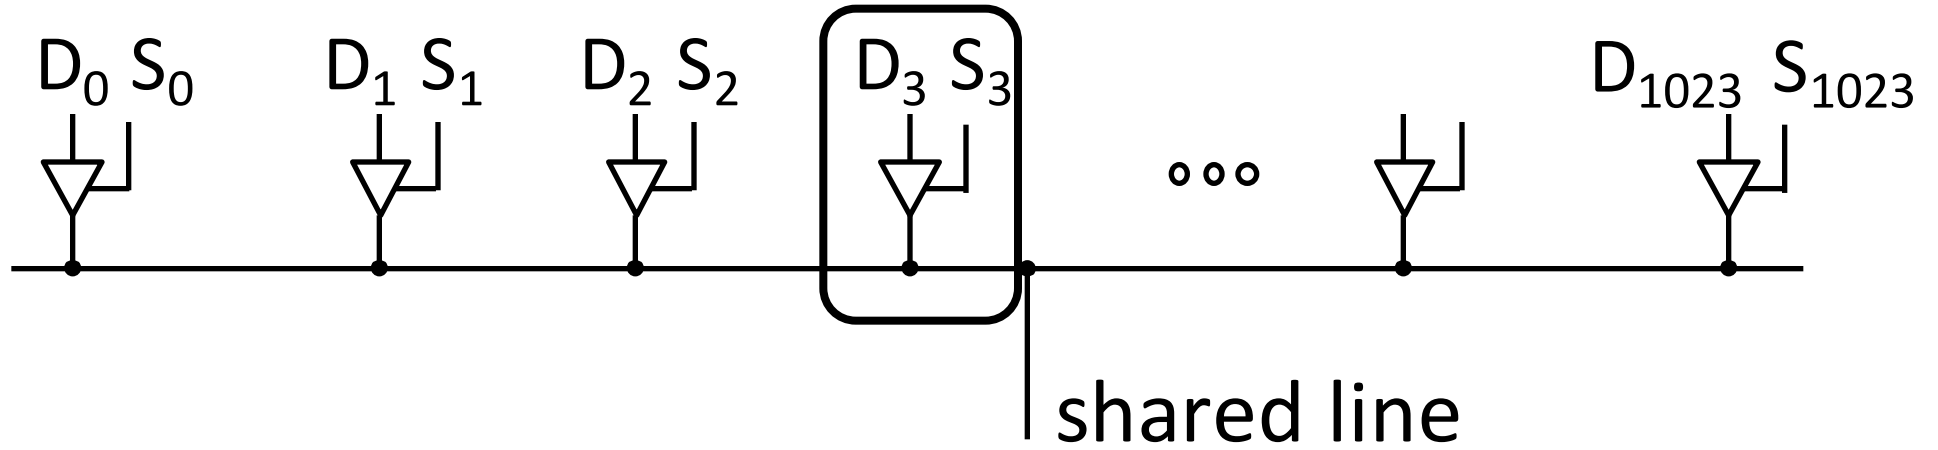 D0 S0 D1 S1 D2 S2 D3 S3 D1023 S1023
shared line